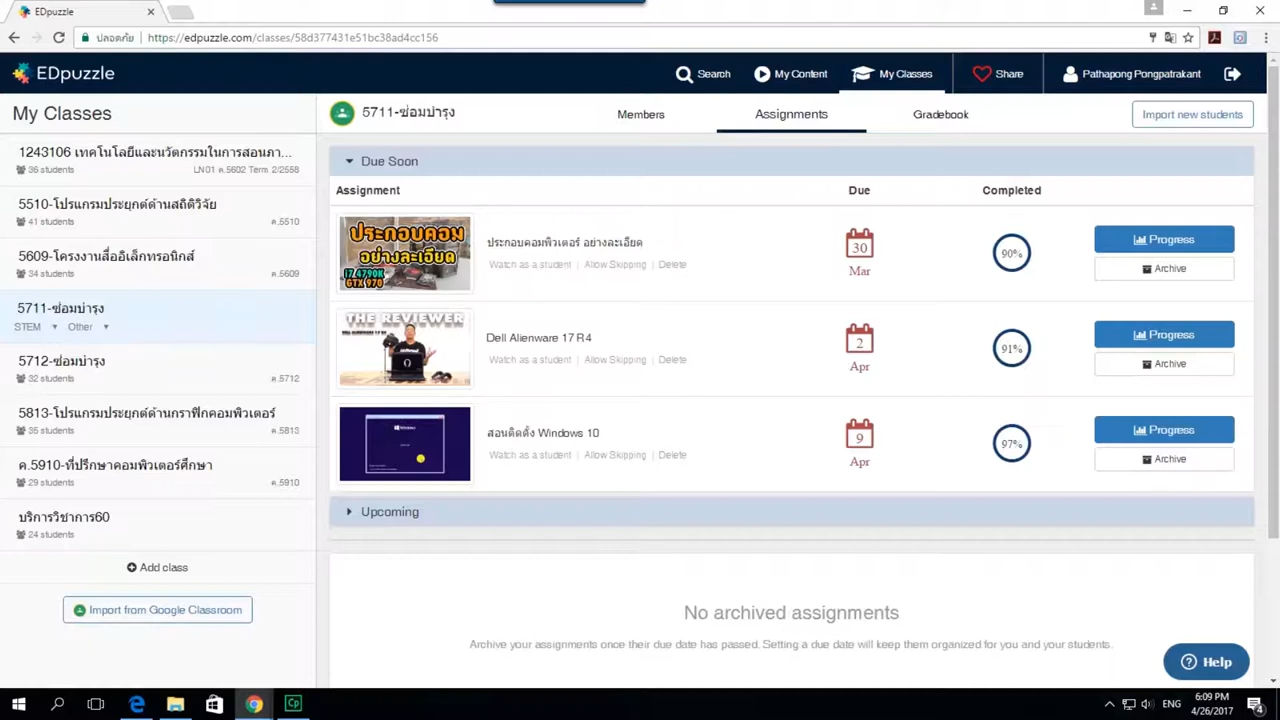 EDpuzzle
ปลอดภัย https://edpuzzle.com/classes/58d377431e51bc38ad4cc156
EDpuzzle
Search
My Content
My Classes
Share
Pathapong Pongpatrakant
My Classes
5711-ซ่อมบำรุง
Members
Assignments
Gradebook
Import new students
1243106 เทคโนโลยีและนวัตกรรมในการสอนภา...
36 students
LN01 ค.5602 Term 2/2558
5510-โปรแกรมประยุกต์ด้านสถิติวิจัย
41 students
ค.5510
5609-โครงงานสื่ออิเล็กทรอนิกส์
34 students
ค.5609
5711-ซ่อมบำรุง
STEM Other
5712-ซ่อมบำรุง
32 students
ค.5712
5813-โปรแกรมประยุกต์ด้านกราฟิกคอมพิวเตอร์
35 students
ค.5813
ค.5910-ที่ปรึกษาคอมพิวเตอร์ศึกษา
29 students
ค.5910
บริการวิชาการ60
24 students
Add class
Import from Google Classroom
Due Soon
Assignment Due Completed
ประกอบคอม
อย่างละเอียด
i7 4790K
GTX 970
ประกอบคอมพิวเตอร์ อย่างละเอียด
Watch as a student | Allow Skipping | Delete
30
Mar
90%
Progress
Archive
THE REVIEWER
Dell Alienware 17 R4
Watch as a student | Allow Skipping | Delete
2
Apr
91%
Progress
Archive
Windows
สอนติดตั้ง Windows 10
Watch as a student | Allow Skipping | Delete
9
Apr
97%
Progress
Archive
Upcoming
No archived assignments
Archive your assignments once their due date has passed. Setting a due date will keep them organized for you and your students.
Help
Cp
ENG
6:09 PM
4/26/2017
4